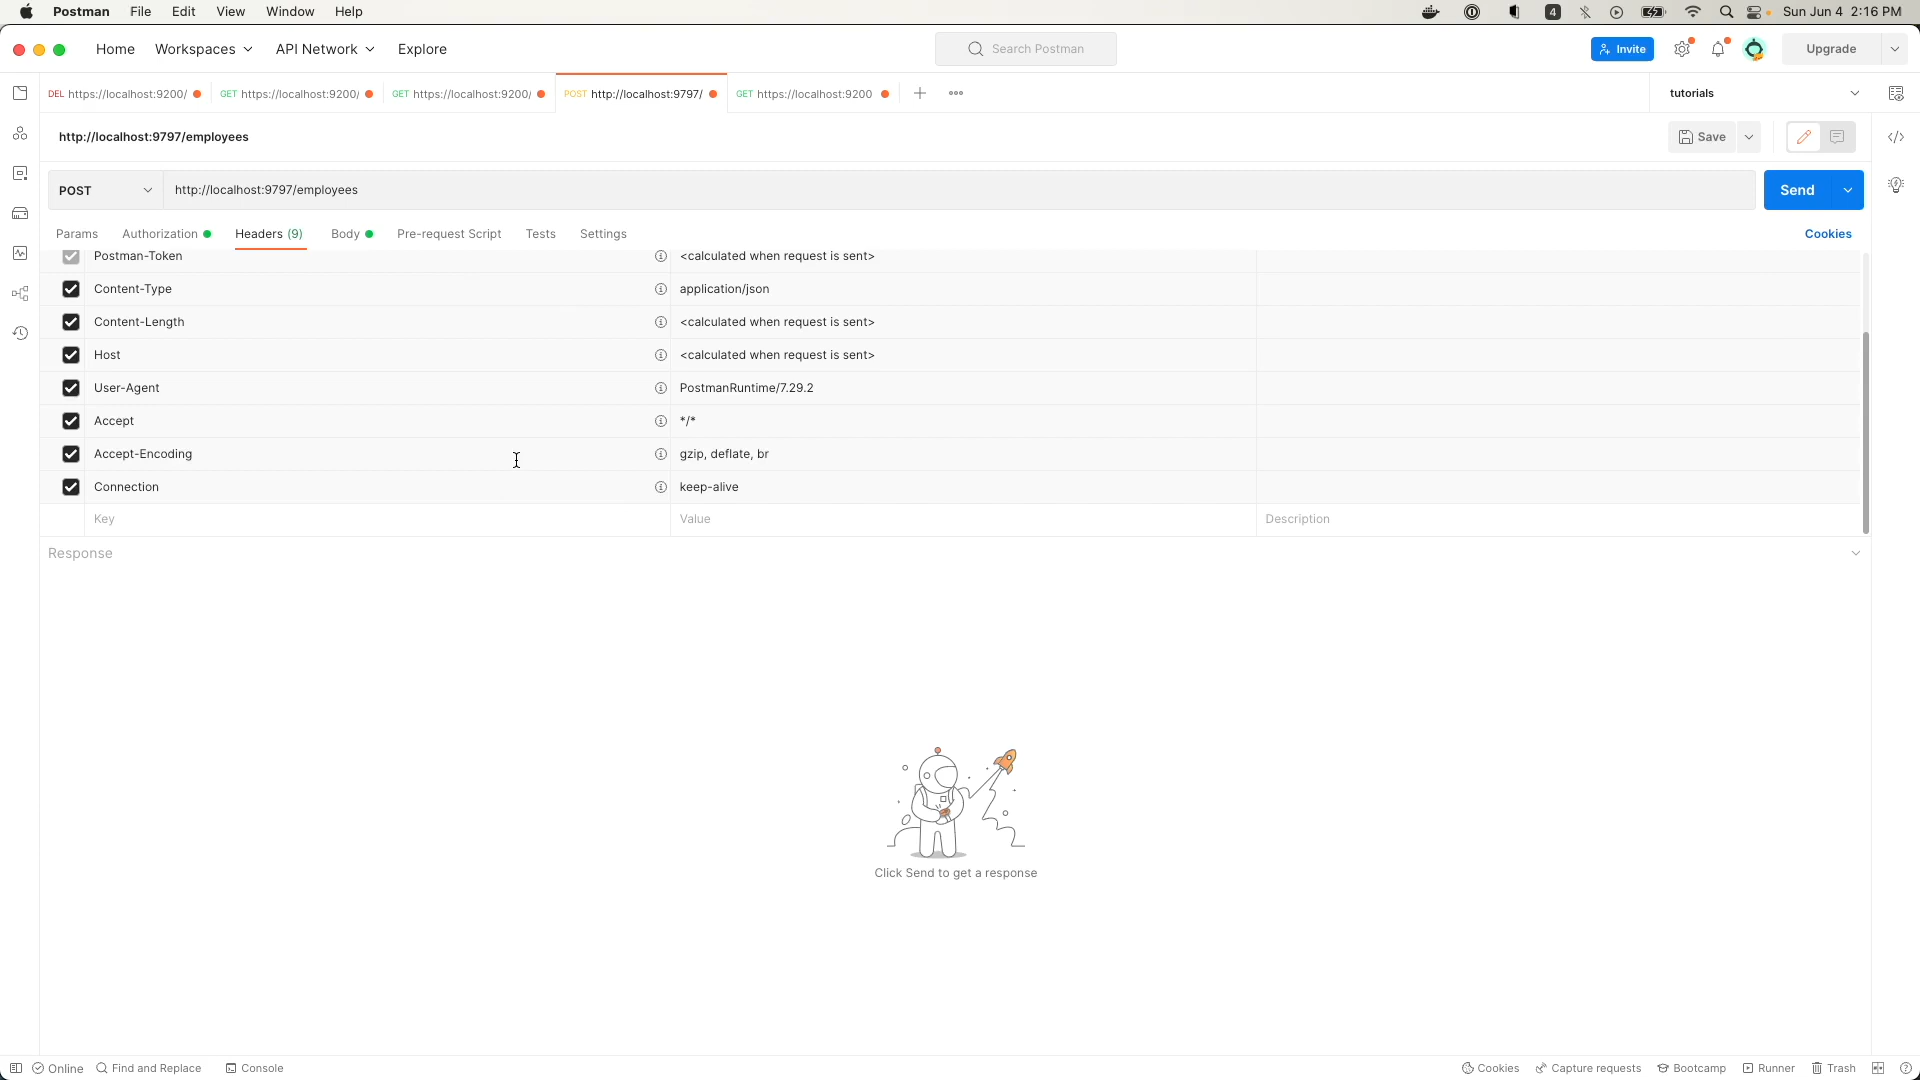 Postman File Edit View Window Help 4 Sun Jun 4 2:16 PM
Home Workspaces API Network Explore Search Postman Invite Upgrade
DEL https://localhost:9200/ GET https://localhost:9200/ GET https://localhost:9200/ POST http://localhost:9797/ GET https://localhost:9200 tutorials
http://localhost:9797/employees Save
POST http://localhost:9797/employees Send
Params Authorization Headers (9) Body Pre-request Script Tests Settings Cookies
Postman-Token <calculated when request is sent>
Content-Type application/json
Content-Length <calculated when request is sent>
Host <calculated when request is sent>
User-Agent PostmanRuntime/7.29.2
Accept */*
Accept-Encoding gzip, deflate, br
Connection keep-alive
Key Value Description
Response
Click Send to get a response
Online Find and Replace Console Cookies Capture requests Bootcamp Runner Trash